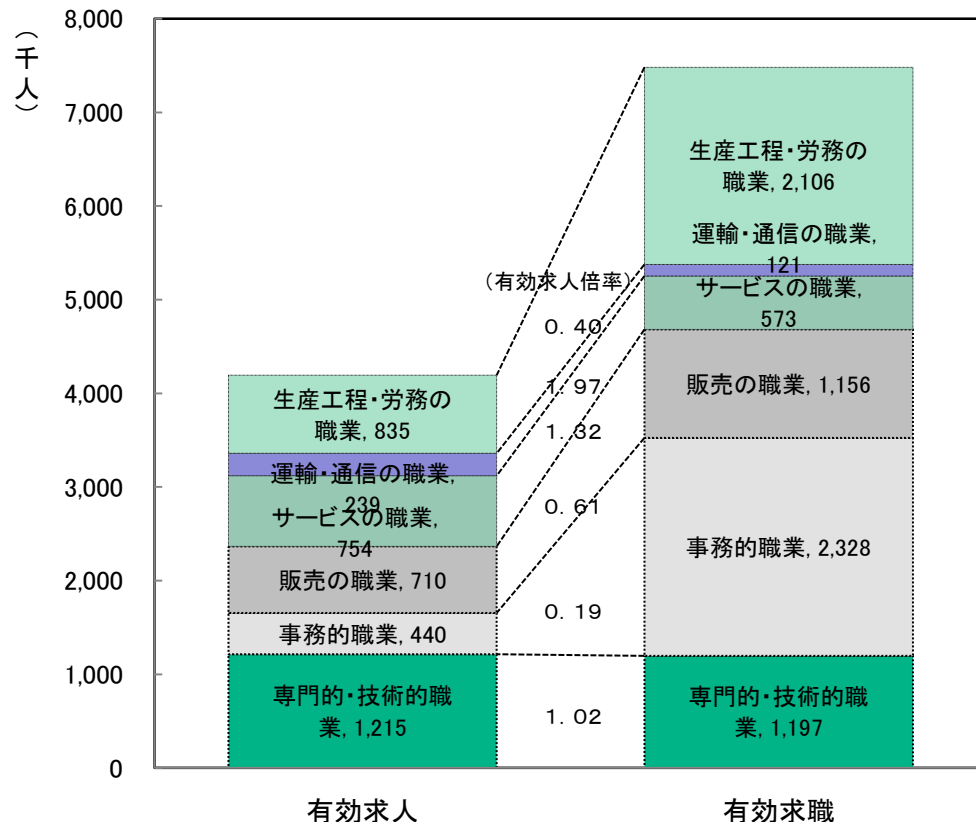 （千人）
8,000
7,000
6,000
5,000
4,000
3,000
2,000
1,000
0
生産工程・労務の
職業, 835
運輸・通信の職業,
239
サービスの職業,
754
販売の職業, 710
事務的職業, 440
専門的・技術的職
業, 1,215
（有効求人倍率）
0．40
1．97
1．32
0．61
0．19
1．02
生産工程・労務の
職業, 2,106
運輸・通信の職業,
121
サービスの職業,
573
販売の職業, 1,156
事務的職業, 2,328
専門的・技術的職
業, 1,197
有効求人
有効求職